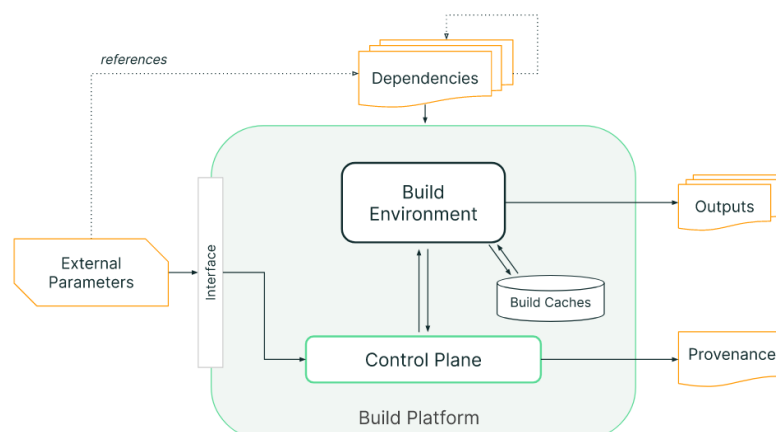 references
Dependencies
Build
Environment
Outputs
External
Parameters
Interface
Build Caches
Control Plane
Provenance
Build Platform